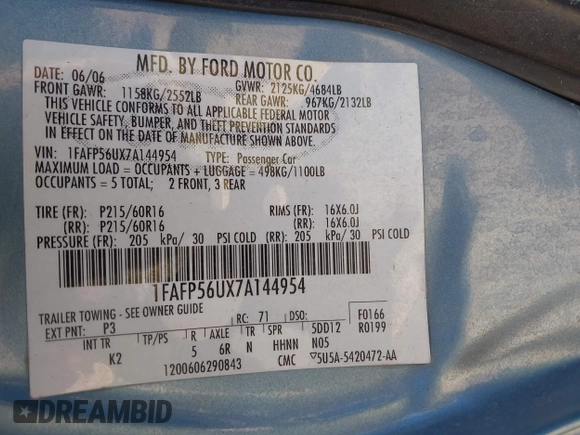 MFD. BY FORD MOTOR CO.
DATE: 06/06 GVWR: 2125KG/4684LB
FRONT GAWR: 1158KG/2552LB REAR GAWR: 967KG/2132LB
THIS VEHICLE CONFORMS TO ALL APPLICABLE FEDERAL MOTOR
VEHICLE SAFETY, BUMPER, AND THEFT PREVENTION STANDARDS
IN EFFECT ON THE DATE OF MANUFACTURE SHOWN ABOVE.
VIN: 1FAFP56UX7A144954 TYPE: Passenger Car
MAXIMUM LOAD = OCCUPANTS + LUGGAGE = 498KG/1100LB
OCCUPANTS = 5 TOTAL; 2 FRONT, 3 REAR
TIRE (FR): P215/60R16 RIMS (FR): 16X6.0J
(RR): P215/60R16 (RR): 16X6.0J
PRESSURE (FR): 205 kPa/ 30 PSI COLD (RR): 205 kPa/ 30 PSI COLD
1FAFP56UX7A144954
TRAILER TOWING - SEE OWNER GUIDE
EXT PNT: P3 RC: 71 DSO: F0166
R0199
INT TR TP/PS R AXLE TR SPR 5DD12
K2 5 6R N HHNN N05
1200606290843 CMC 5U5A-5420472-AA
DREAMBID